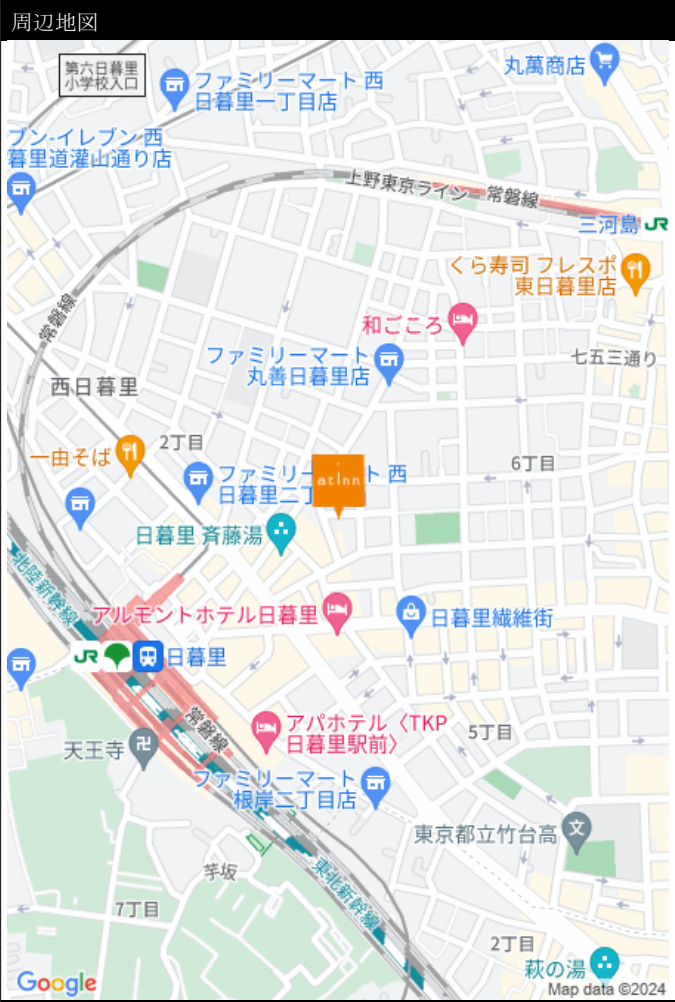 周辺地図
第六日暮里
小学校入口
ファミリーマート 西
日暮里一丁目店
丸萬商店
ブン-イレブン 西
暮里道灌山通り店
上野東京ライン 常磐線
三河島
JR
くら寿司 フレスポ
東日暮里店
常磐線
和ごころ
ファミリーマート
丸善日暮里店
七五三通り
西日暮里
2丁目
一由そば
6丁目
ファミリー
ト 西
日暮里二丁
atinn
日暮里 斉藤湯
北陸新幹線
アルモントホテル日暮里
日暮里繊維街
JR
日暮里
常磐線
アパホテル〈TKP
日暮里駅前〉
5丁目
天王寺
ファミリーマート
根岸二丁目店
東京都立竹台高
芋坂
東北新幹線
7丁目
2丁目
萩の湯
Google
Map data ©2024